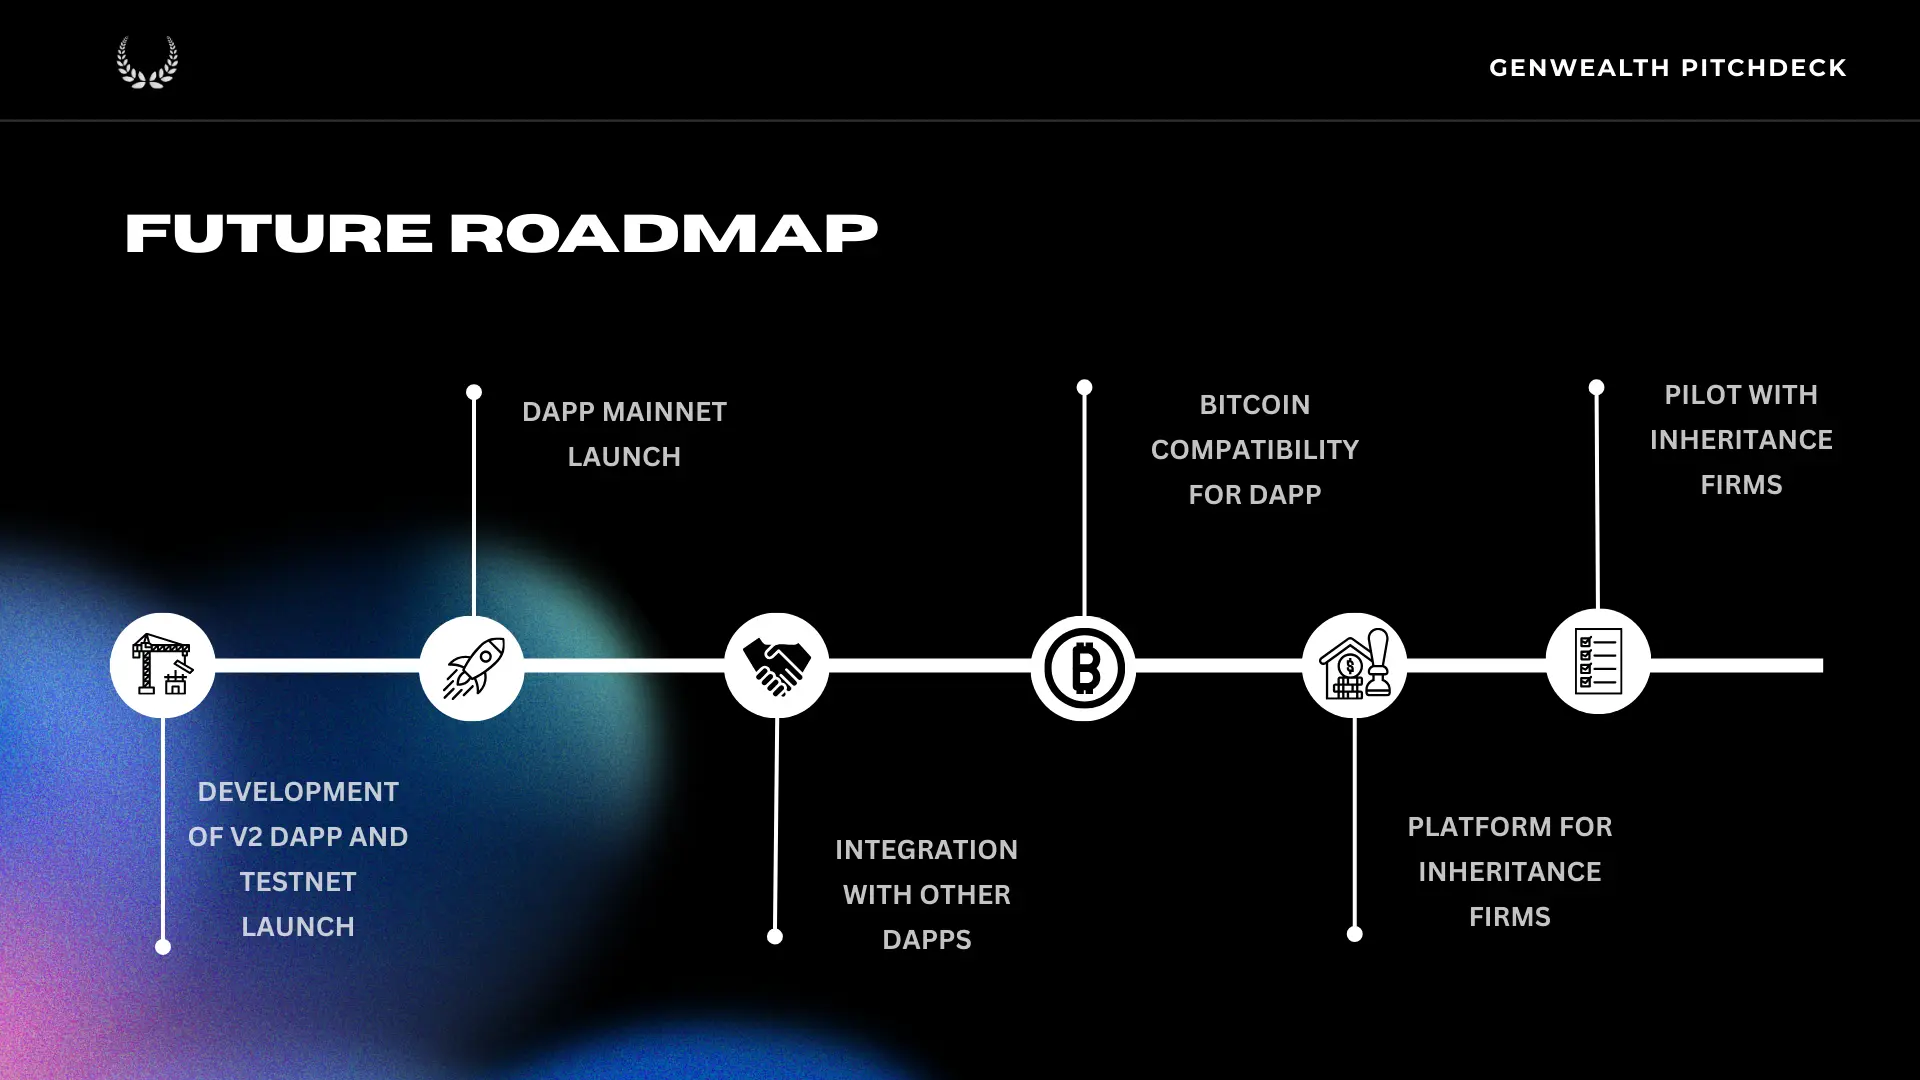 GENWEALTH PITCHDECK
FUTURE ROADMAP
DEVELOPMENT
OF V2 DAPP AND
TESTNET
LAUNCH
DAPP MAINNET
LAUNCH
INTEGRATION
WITH OTHER
DAPPS
BITCOIN
COMPATIBILITY
FOR DAPP
PLATFORM FOR
INHERITANCE
FIRMS
PILOT WITH
INHERITANCE
FIRMS